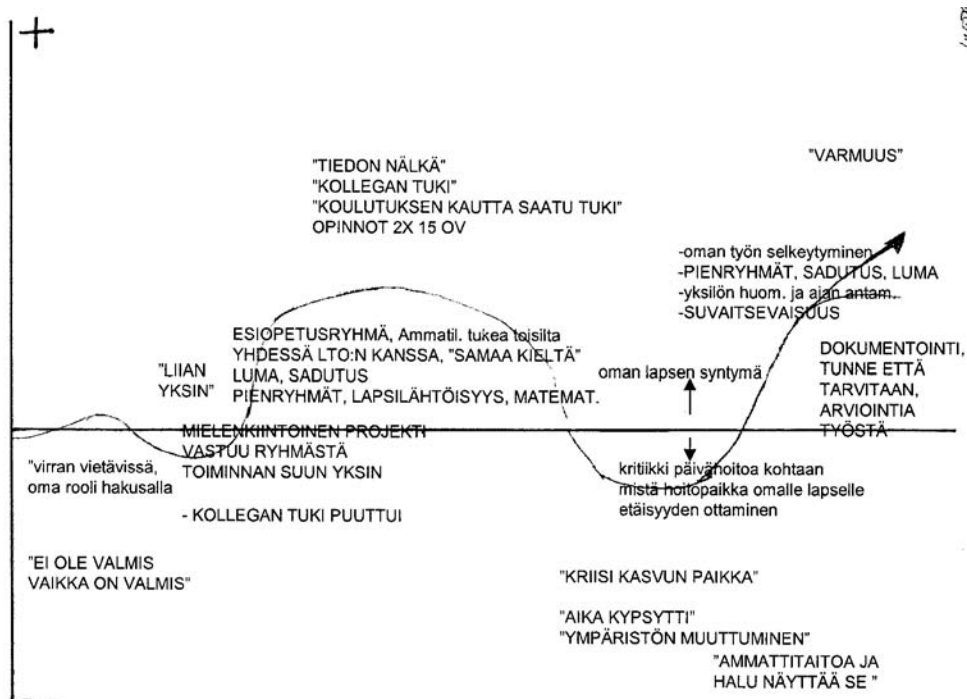 +
"TIEDON NÄLKÄ"
"KOLLEGAN TUKI"
"KOULUTUKSEN KAUTTA SAATU TUKI"
OPINNOT 2X 15 OV
"VARMUUS"
-oman työn selkeytyminen
-PIENRYHMÄT, SADUTUS, LUMA
-yksilön huom. ja ajan antam.
-SUVAITSEVAISUUS
ESIOPETUSRYHMÄ, Ammatil. tukea toisilta
YHDESSÄ LTO:N KANSSA, "SAMAA KIELTÄ"
LUMA, SADUTUS
PIENRYHMÄT, LAPSILÄHTÖISYYS, MATEMAT.
"LIIAN
YKSIN"
oman lapsen syntymä
DOKUMENTOINTI,
TUNNE ETTÄ
TARVITAAN,
ARVIOINTIA
TYÖSTÄ
MIELENKIINTOINEN PROJEKTI
VASTUU RYHMÄSTÄ
TOIMINNAN SUUN YKSIN
- KOLLEGAN TUKI PUUTTUI
"virran vietävissä,
oma rooli hakusalla
kritiikki päivähoitoa kohtaan
mistä hoitopaikka omalle lapselle
etäisyyden ottaminen
"EI OLE VALMIS
VAIKKA ON VALMIS"
"KRIISI KASVUN PAIKKA"
"AIKA KYPSYTTI"
"YMPÄRISTÖN MUUTTUMINEN"
"AMMATTITAITOA JA
HALU NÄYTTÄÄ SE "